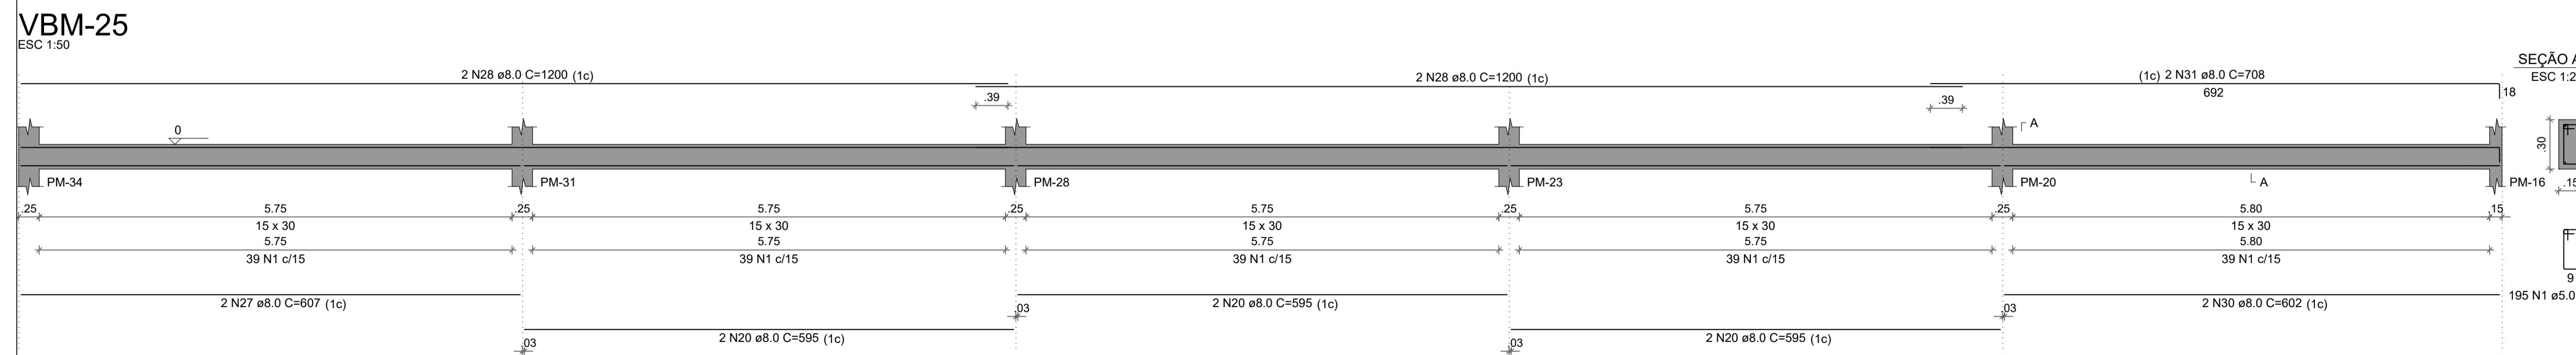 VBM-25
ESC 1:50
SEÇÃO A
ESC 1:2
2 N28 ø8.0 C=1200 (1c)
2 N28 ø8.0 C=1200 (1c)
(1c) 2 N31 ø8.0 C=708
692
18
.39
.39
0
A
.30
PM-34
PM-31
PM-28
PM-23
PM-20
A
PM-16
.15
.25 5.75 .25 5.75 .25 5.75 .25 5.75 .25 5.80 .15
15 x 30 15 x 30 15 x 30 15 x 30 15 x 30
5.75 5.75 5.75 5.75 5.80
39 N1 c/15 39 N1 c/15 39 N1 c/15 39 N1 c/15 39 N1 c/15
9
195 N1 ø5.0
2 N27 ø8.0 C=607 (1c)
2 N20 ø8.0 C=595 (1c)
2 N30 ø8.0 C=602 (1c)
.03
.03
2 N20 ø8.0 C=595 (1c)
2 N20 ø8.0 C=595 (1c)
.03
.03